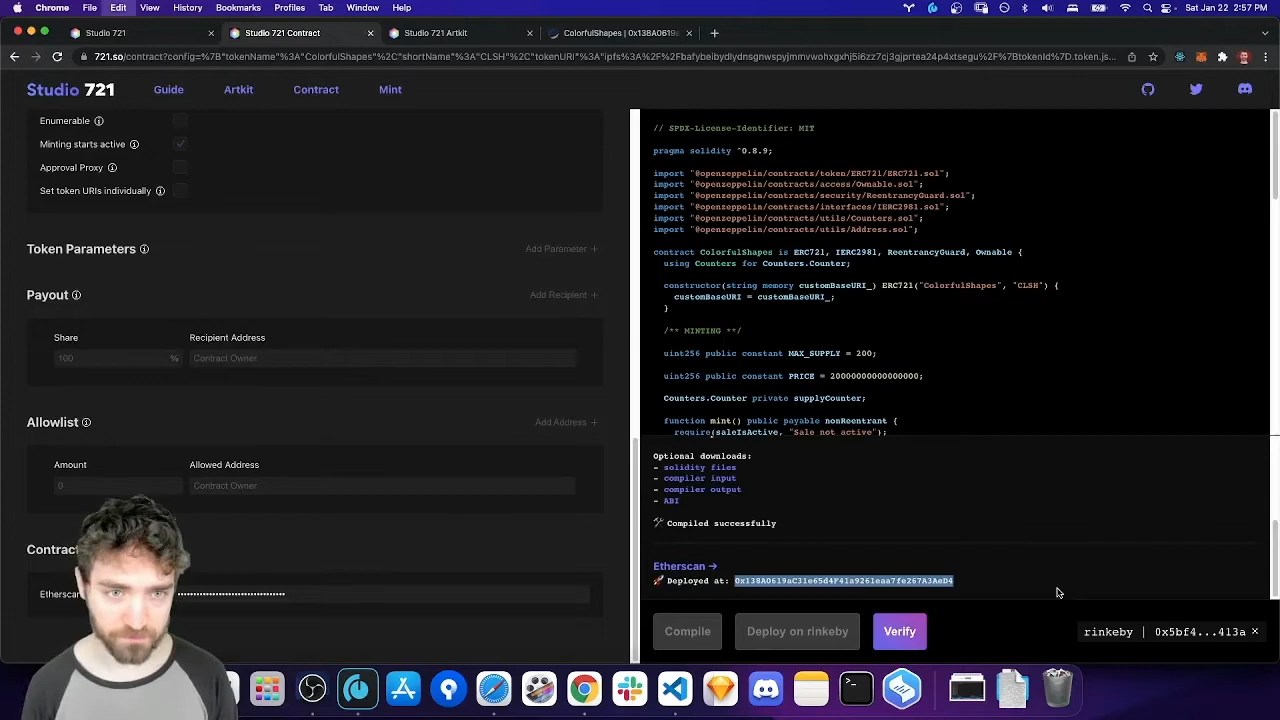 Chrome File Edit View History Bookmarks Profiles Tab Window Help
Sat Jan 22 2:57 PM
Studio 721
Studio 721 Contract
Studio 721 Artkit
ColorfulShapes | 0x138A0619a
721.so/contract?config=%7B"tokenName"%3A"ColorfulShapes"%2C"shortName"%3A"CLSH"%2C"tokenURI"%3A"ipfs%3A%2F%2Fbafybeibydlydnsgnwspyjmmvwohxgxhj5i6zz7cj3gjprtea24p4xtsegu%2F%7BtokenId%7D.token.js...
Studio 721 Guide Artkit Contract Mint
Enumerable
Minting starts active
Approval Proxy
Set token URIs individually
Token Parameters
Add Parameter +
Payout
Add Recipient +
Share Recipient Address
100 % Contract Owner
Allowlist
Add Address +
Amount Allowed Address
0 Contract Owner
Contrac
Etherscan
// SPDX-License-Identifier: MIT
pragma solidity ^0.8.9;
import "@openzeppelin/contracts/token/ERC721/ERC721.sol";
import "@openzeppelin/contracts/access/Ownable.sol";
import "@openzeppelin/contracts/security/ReentrancyGuard.sol";
import "@openzeppelin/contracts/interfaces/IERC2981.sol";
import "@openzeppelin/contracts/utils/Counters.sol";
import "@openzeppelin/contracts/utils/Address.sol";
contract ColorfulShapes is ERC721, IERC2981, ReentrancyGuard, Ownable {
using Counters for Counters.Counter;
constructor(string memory customBaseURI_) ERC721("ColorfulShapes", "CLSH") {
customBaseURI = customBaseURI_;
}
/** MINTING **/
uint256 public constant MAX_SUPPLY = 200;
uint256 public constant PRICE = 20000000000000000;
Counters.Counter private supplyCounter;
function mint() public payable nonReentrant {
require(saleIsActive, "Sale not active");
Optional downloads:
- solidity files
- compiler input
- compiler output
- ABI
🛠 Compiled successfully
Etherscan →
🚀 Deployed at: 0x138A0619aC31e65d4F41a9261eaa7fe267A3AeD4
Compile Deploy on rinkeby Verify
rinkeby | 0x5bf4...413a ×